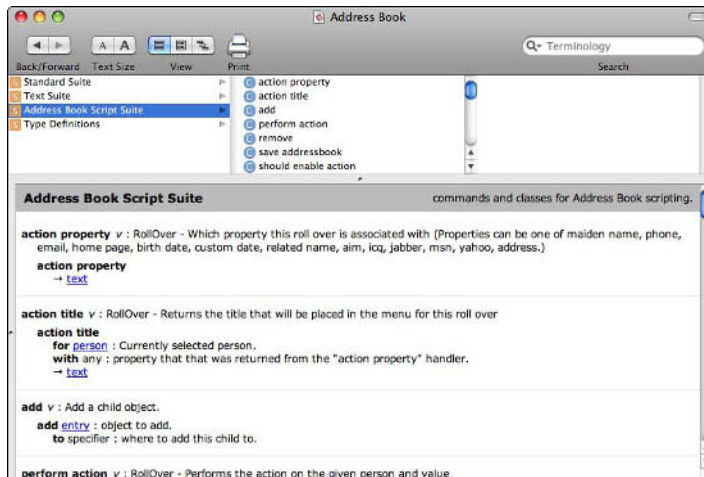 Address Book
A A
Terminology
Back/Forward Text Size View Print Search
S Standard Suite
S Text Suite
S Address Book Script Suite
S Type Definitions
C action property
C action title
C add
C perform action
C remove
C save addressbook
C should enable action
Address Book Script Suite commands and classes for Address Book scripting.
action property v : RollOver - Which property this roll over is associated with (Properties can be one of maiden name, phone,
email, home page, birth date, custom date, related name, aim, icq, jabber, msn, yahoo, address.)
action property
→ text
action title v : RollOver - Returns the title that will be placed in the menu for this roll over
action title
for person : Currently selected person.
with any : property that that was returned from the "action property" handler.
→ text
add v : Add a child object.
add entry : object to add.
to specifier : where to add this child to.
perform action v : RollOver - Performs the action on the given person and value